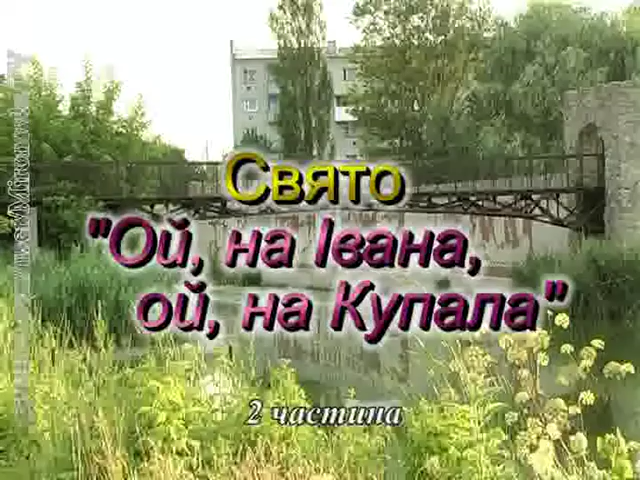 Свято
"Ой, на Івана,
ой, на Купала"
2 частина